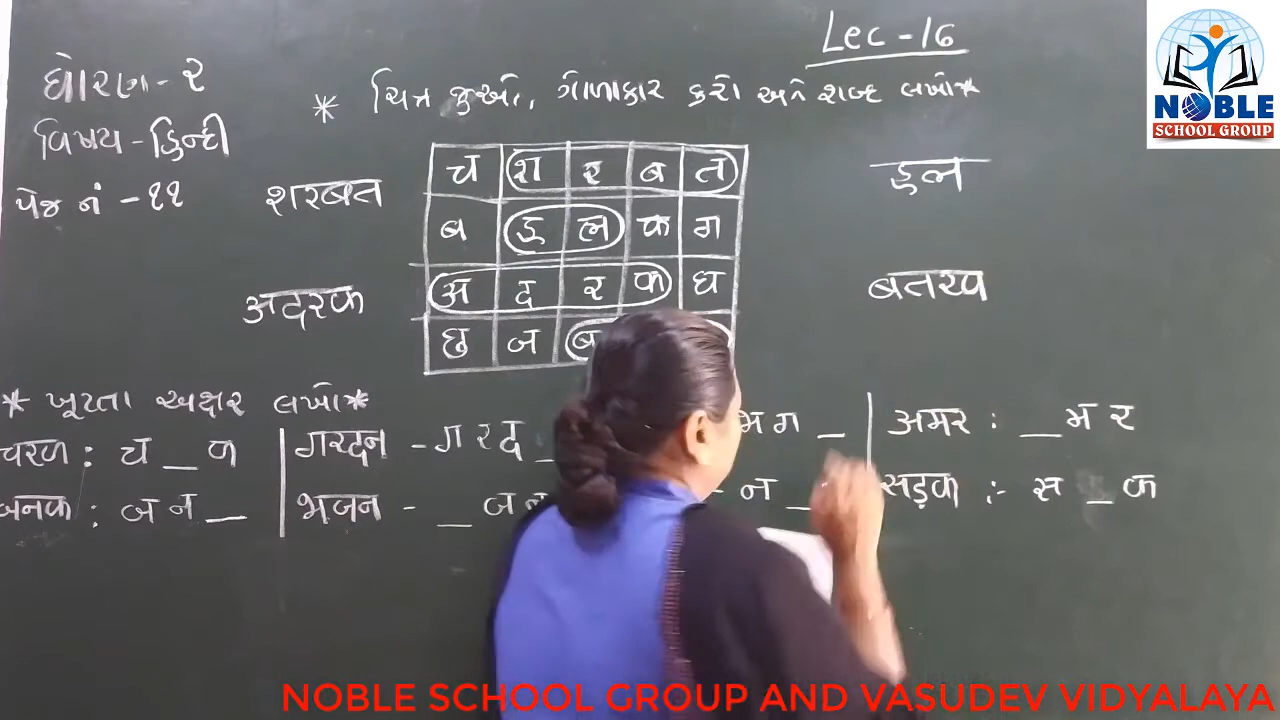 Lec - 16
ધોરણ - ૨
* ચિત્ર જુઓ, ગોળાકાર કરો અને શબ્દ લખો *
NOBLE
SCHOOL GROUP
વિષય - હિન્દી
પેજ નં - ૧૧
शरबत
च श र ब त
हल
ब ह ल क ग
अदरक
अ द र क घ
बतख
छ ज ब
* ખૂટતા અક્ષર લખો *
चरण : च _ ण
गरदन - ग र द _
म ग _
अमर : _ म र
जनक : ज न _
भजन - _ ज न
- न _
सड़क :- स _ क
NOBLE SCHOOL GROUP AND VASUDEV VIDYALAYA